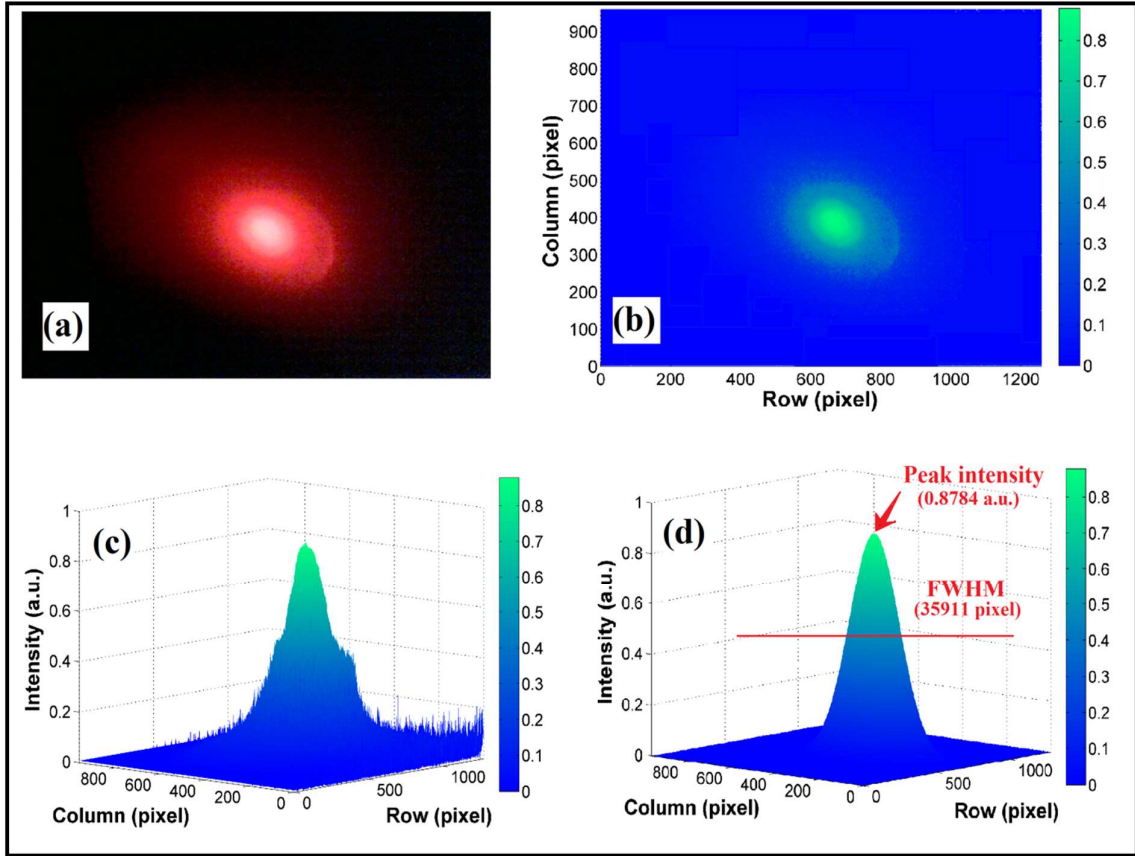 (a)
(b)
Column (pixel)
900
800
700
600
500
400
300
200
100
0
0 200 400 600 800 1000 1200
Row (pixel)
0.8
0.7
0.6
0.5
0.4
0.3
0.2
0.1
0
(c)
Intensity (a.u.)
1
0.8
0.6
0.4
0.2
0
800 600 400 200 0
Column (pixel)
0 500 1000
Row (pixel)
0.8
0.7
0.6
0.5
0.4
0.3
0.2
0.1
0
(d)
Peak intensity
(0.8784 a.u.)
FWHM
(35911 pixel)
Intensity (a.u.)
1
0.8
0.6
0.4
0.2
0
800 600 400 200 0
Column (pixel)
0 500 1000
Row (pixel)
0.8
0.7
0.6
0.5
0.4
0.3
0.2
0.1
0